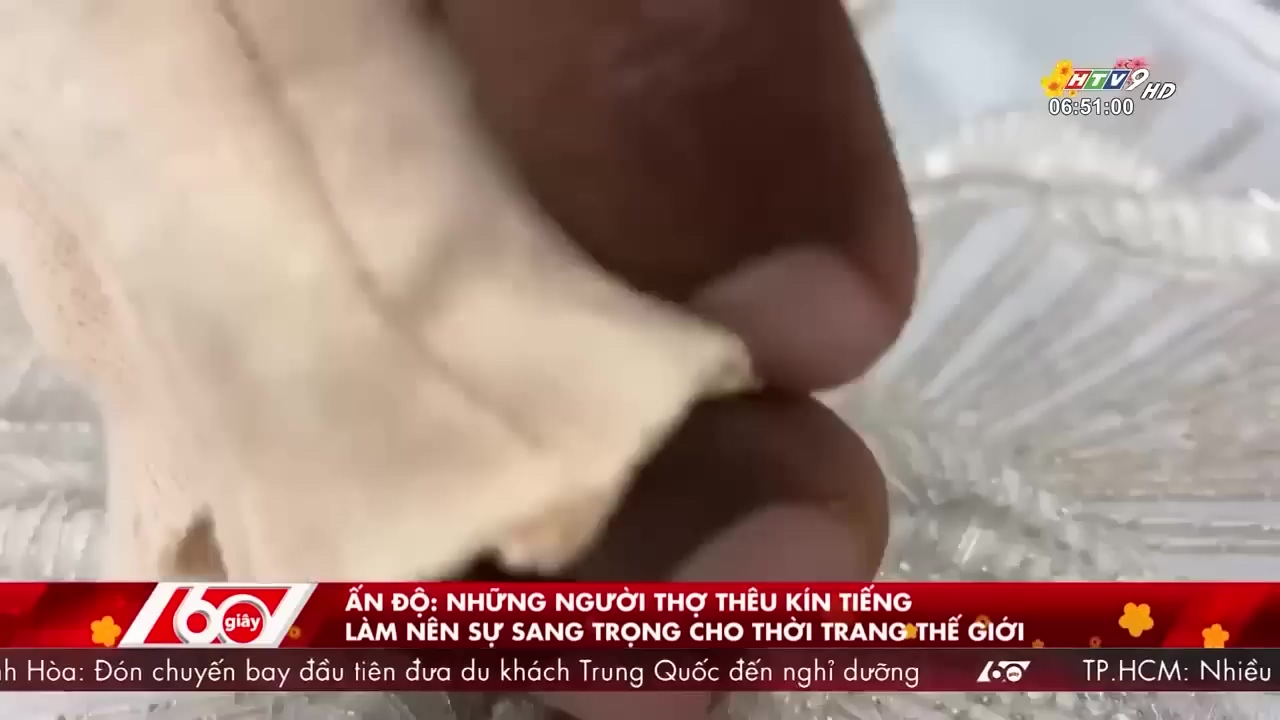 HTV9 HD
06:51:00
60 giây
ẤN ĐỘ: NHỮNG NGƯỜI THỢ THÊU KÍN TIẾNG
LÀM NÊN SỰ SANG TRỌNG CHO THỜI TRANG THẾ GIỚI
Hòa: Đón chuyến bay đầu tiên đưa du khách Trung Quốc đến nghỉ dưỡng 60 giây TP.HCM: Nhiều